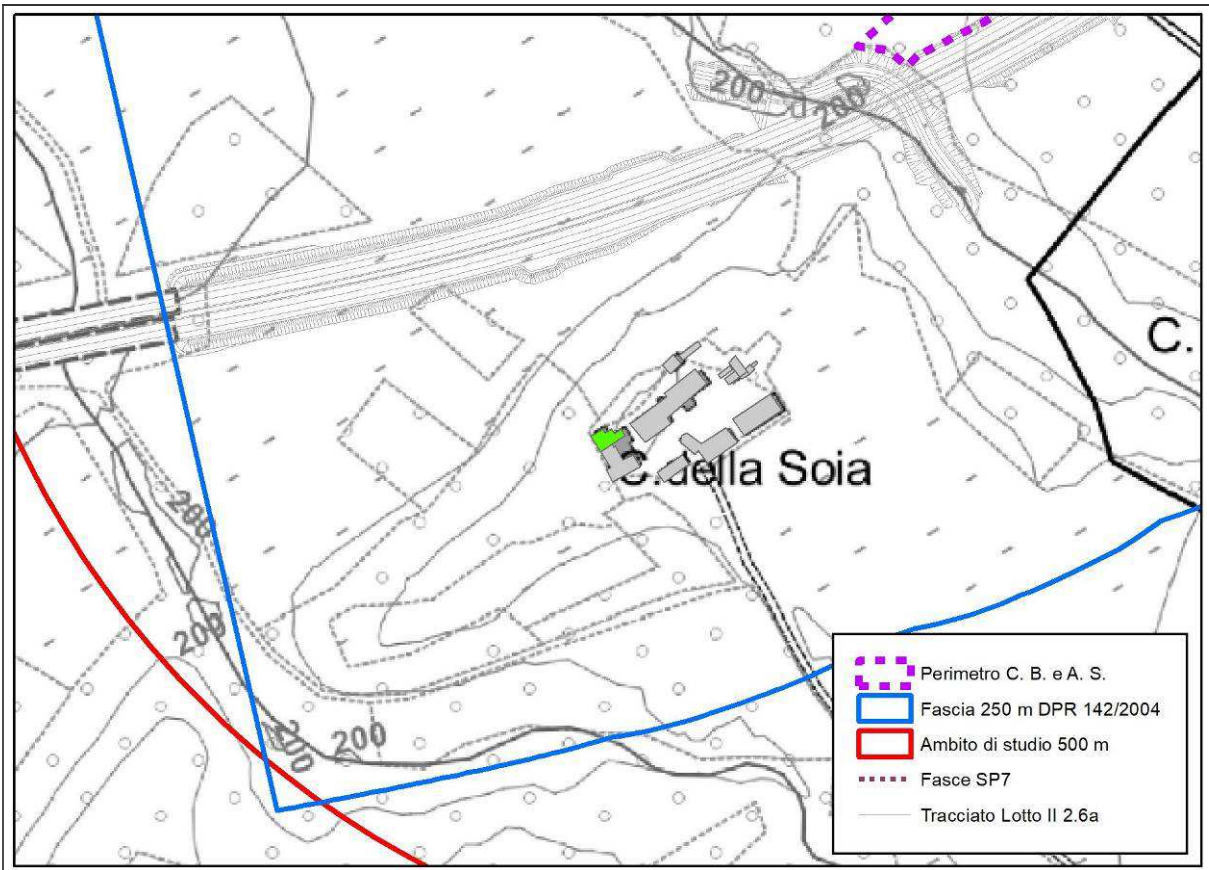 200
200
C.
C.della Soia
200
200
200
200
Perimetro C. B. e A. S.
Fascia 250 m DPR 142/2004
Ambito di studio 500 m
Fasce SP7
Tracciato Lotto II 2.6a